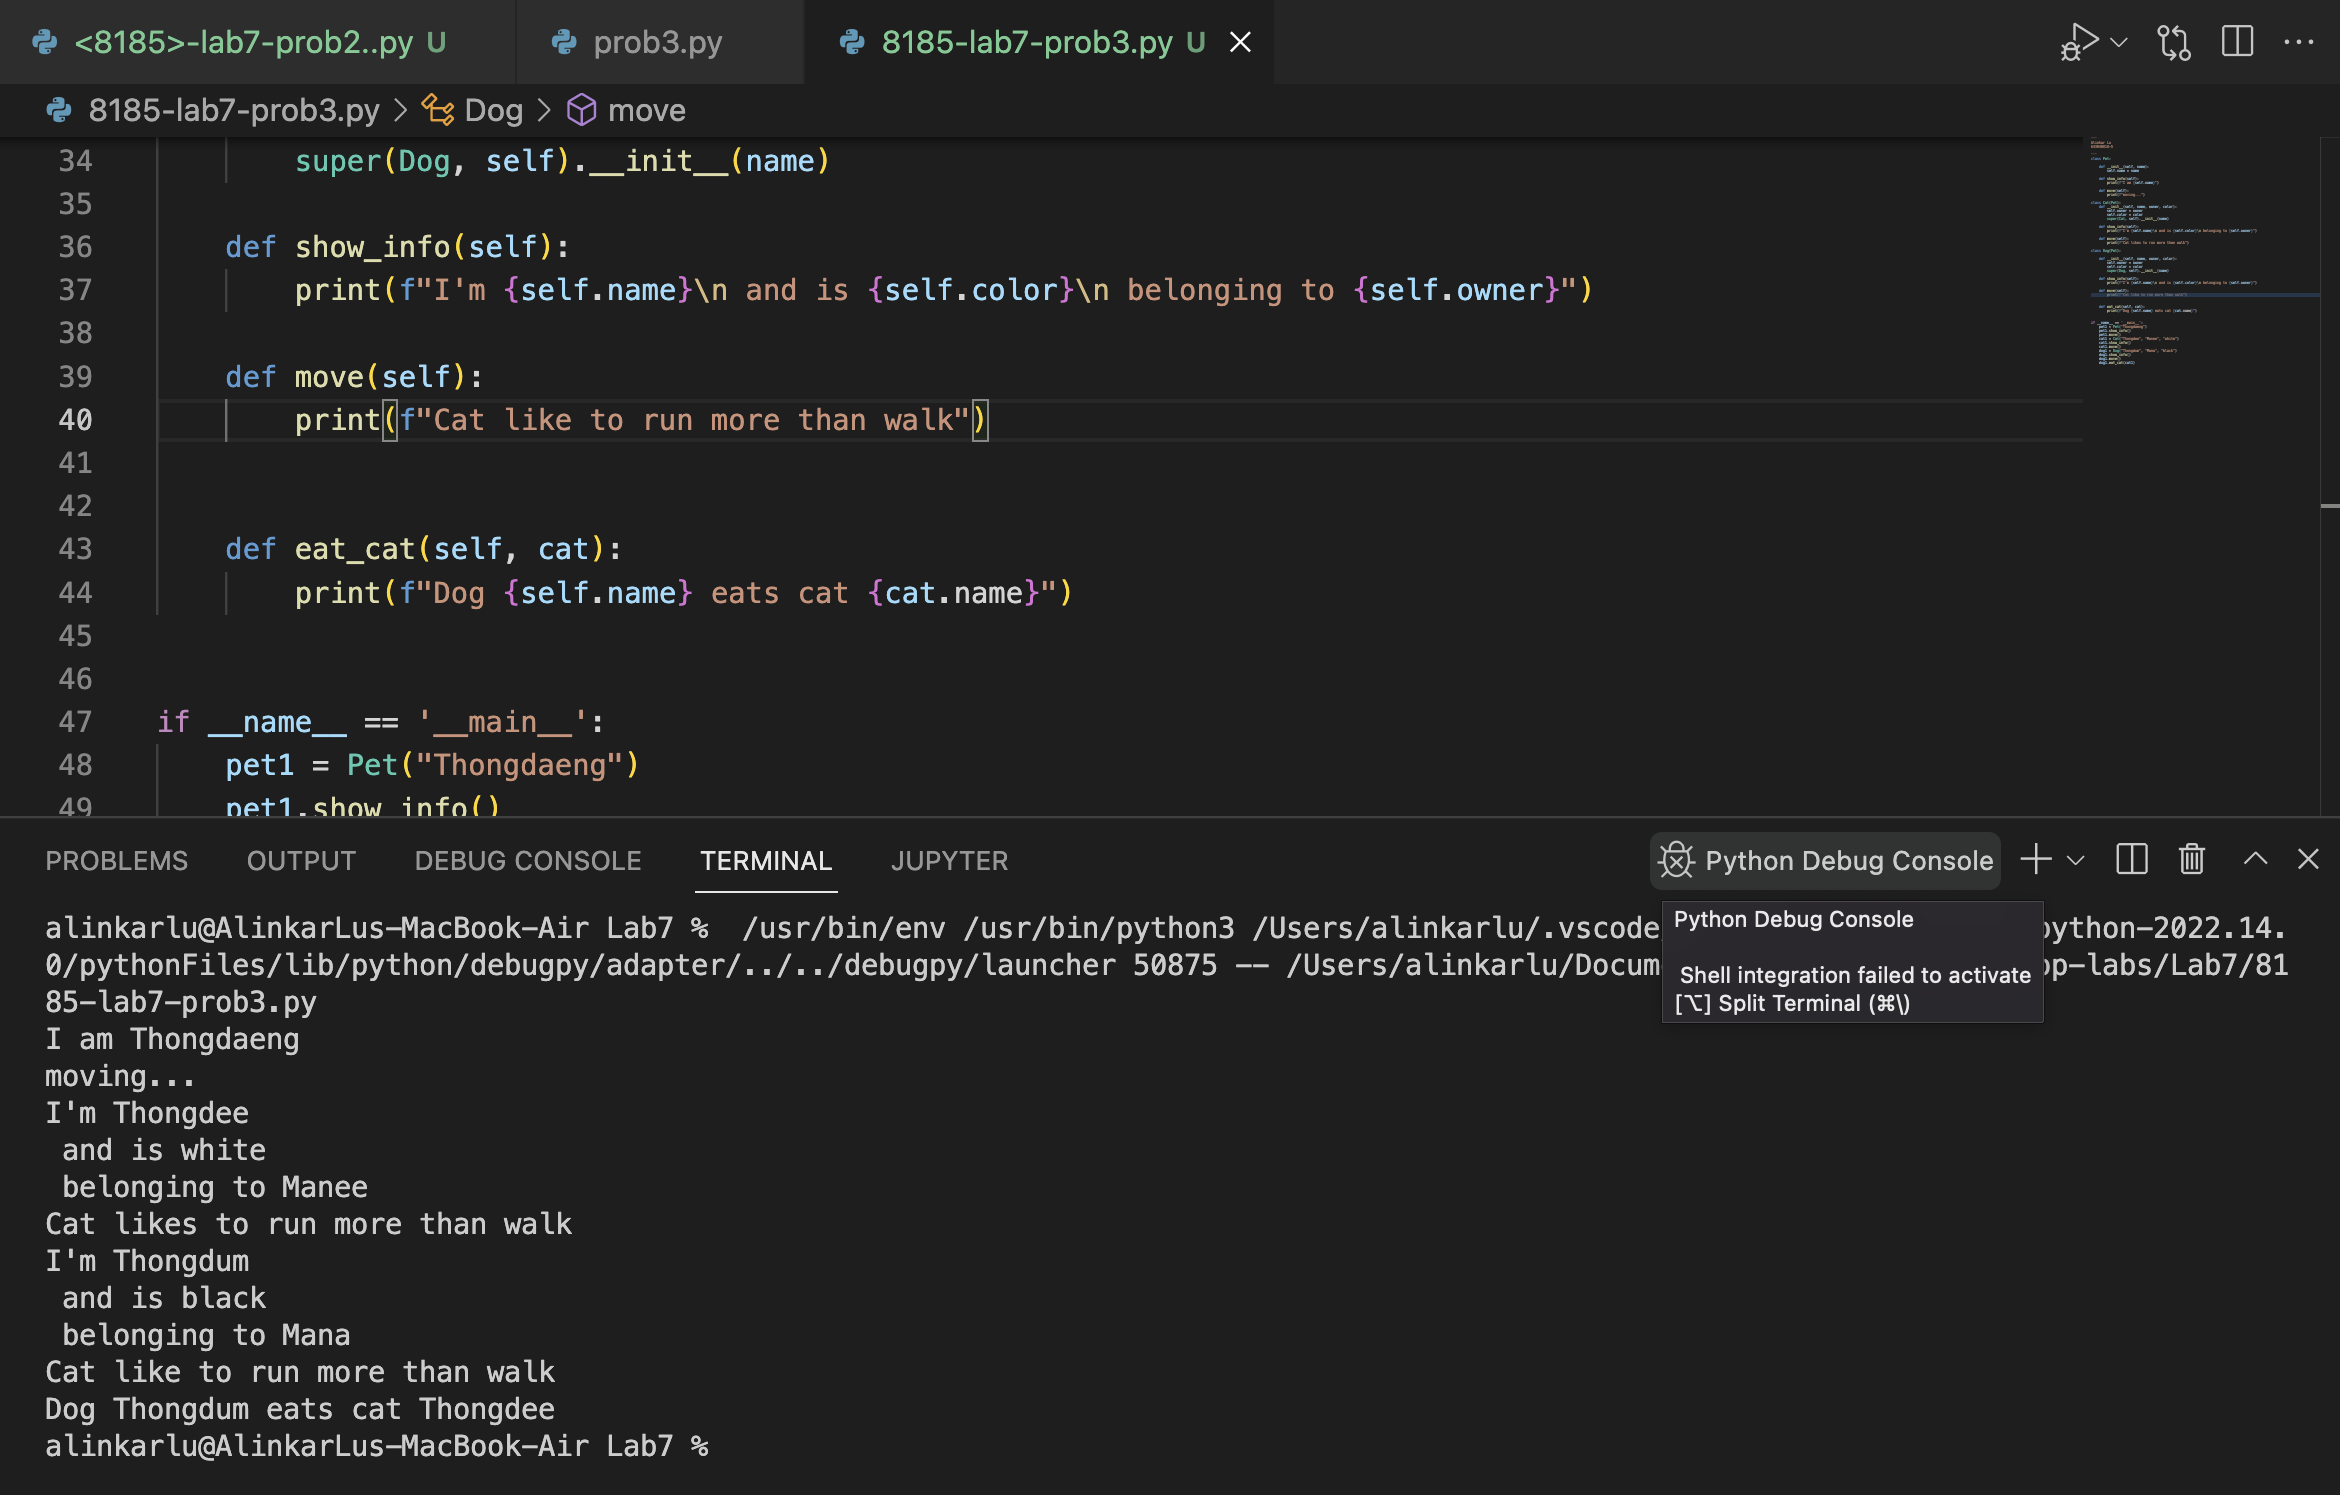 <8185>-lab7-prob2..py U
prob3.py
8185-lab7-prob3.py U
8185-lab7-prob3.py > Dog > move
34 super(Dog, self).__init__(name)
35
36 def show_info(self):
37 print(f"I'm {self.name}\n and is {self.color}\n belonging to {self.owner}")
38
39 def move(self):
40 print(f"Cat like to run more than walk")
41
42
43 def eat_cat(self, cat):
44 print(f"Dog {self.name} eats cat {cat.name}")
45
46
47 if __name__ == '__main__':
48 pet1 = Pet("Thongdaeng")
49 pet1.show_info()
PROBLEMS OUTPUT DEBUG CONSOLE TERMINAL JUPYTER
Python Debug Console
alinkarlu@AlinkarLus-MacBook-Air Lab7 % /usr/bin/env /usr/bin/python3 /Users/alinkarlu/.vscode python-2022.14.
0/pythonFiles/lib/python/debugpy/adapter/../../debugpy/launcher 50875 -- /Users/alinkarlu/Docum op-labs/Lab7/81
85-lab7-prob3.py
Python Debug Console
Shell integration failed to activate
[⌥] Split Terminal (⌘\)
I am Thongdaeng
moving...
I'm Thongdee
and is white
belonging to Manee
Cat likes to run more than walk
I'm Thongdum
and is black
belonging to Mana
Cat like to run more than walk
Dog Thongdum eats cat Thongdee
alinkarlu@AlinkarLus-MacBook-Air Lab7 %